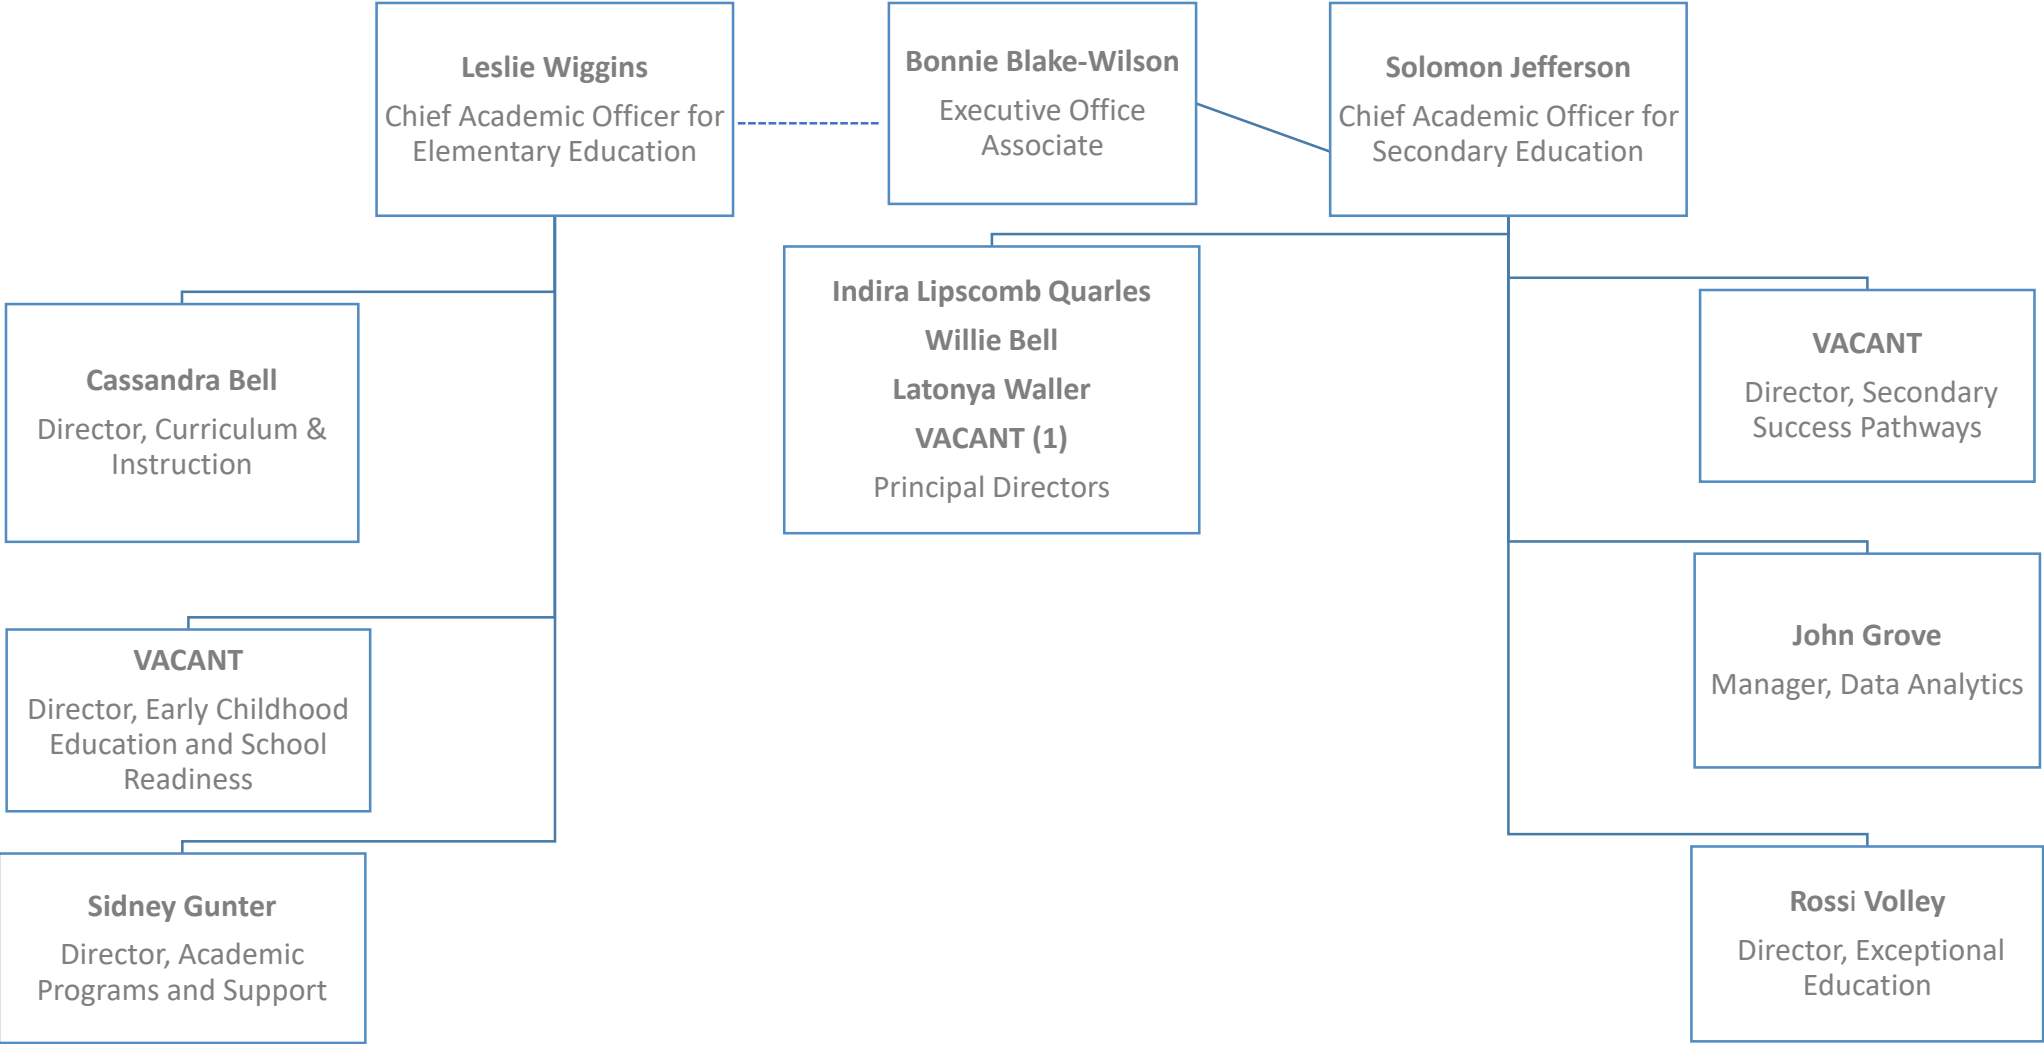 Leslie Wiggins
Chief Academic Officer for
Elementary Education
Bonnie Blake-Wilson
Executive Office
Associate
Solomon Jefferson
Chief Academic Officer for
Secondary Education
Indira Lipscomb Quarles
Willie Bell
Latonya Waller
VACANT (1)
Principal Directors
Cassandra Bell
Director, Curriculum &
Instruction
VACANT
Director, Secondary
Success Pathways
VACANT
Director, Early Childhood
Education and School
Readiness
John Grove
Manager, Data Analytics
Sidney Gunter
Director, Academic
Programs and Support
Rossi Volley
Director, Exceptional
Education